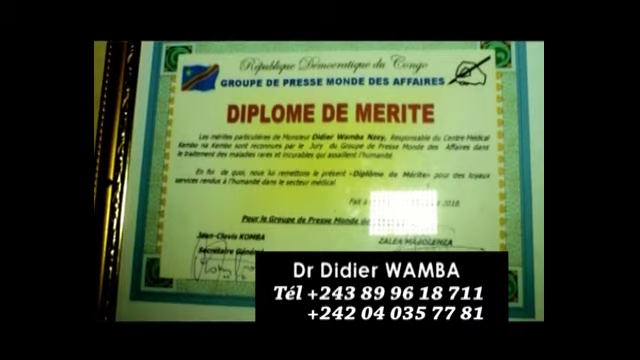 République Démocratique du Congo
GROUPE DE PRESSE MONDE DES AFFAIRES
DIPLOME DE MERITE
Les mérites particulières de Monsieur Didier Wamba Nzey, Responsable du Centre Médical
Kembo na Kembo sont reconnues par le Jury du Groupe de Presse Monde des Affaires dans
le traitement des maladies rares et incurables qui assaillent l'humanité.
En foi de quoi, nous lui remettons le présent «Diplôme du Mérite» pour des loyaux
services rendus à l'humanité dans le secteur médical.
Fait à 2018
Pour le Groupe de Presse Monde des
Jean-Clovis KOMBA
Secrétaire Général
Dr Didier WAMBA
Tél +243 89 96 18 711
+242 04 035 77 81